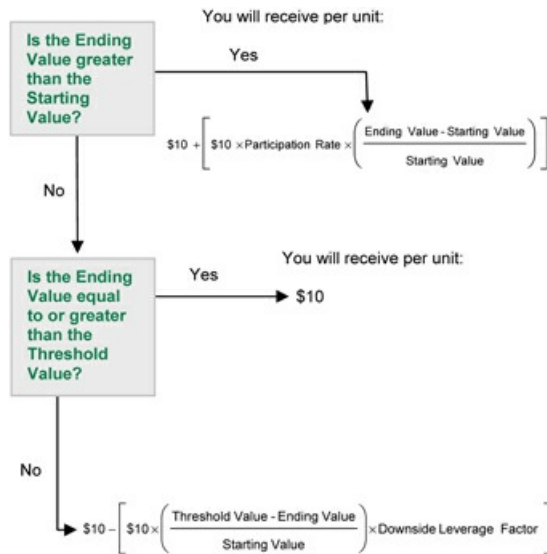 You will receive per unit:
Is the Ending
Value greater
than the
Starting
Value?
Yes
$10 + [ $10 × Participation Rate × ( Ending Value - Starting Value
Starting Value ) ]
No
Is the Ending
Value equal
to or greater
than the
Threshold
Value?
Yes
You will receive per unit:
$10
No
$10 − [ $10 × ( Threshold Value - Ending Value
Starting Value ) × Downside Leverage Factor ]